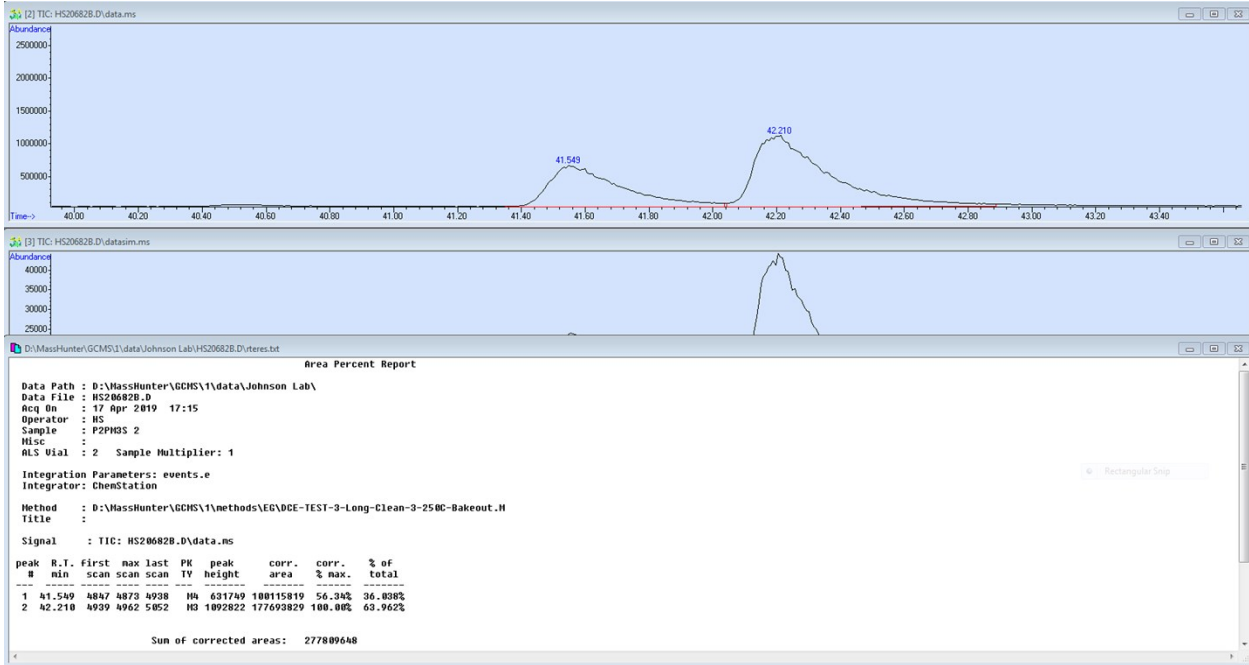 [2] TIC: HS20682B.D\data.ms
Abundance
2500000
2000000
1500000
1000000
500000
42.210
41.549
Time-->
40.00 40.20 40.40 40.60 40.80 41.00 41.20 41.40 41.60 41.80 42.00 42.20 42.40 42.60 42.80 43.00 43.20 43.40
[3] TIC: HS20682B.D\datasim.ms
Abundance
40000
35000
30000
25000
D:\MassHunter\GCMS\1\data\Johnson Lab\HS20682B.D\rteres.txt
Area Percent Report
Data Path : D:\MassHunter\GCMS\1\data\Johnson Lab\
Data File : HS20682B.D
Acq On : 17 Apr 2019 17:15
Operator : HS
Sample : P2PM3S 2
Misc :
ALS Vial : 2 Sample Multiplier: 1
Integration Parameters: events.e
Integrator: ChemStation
Rectangular Snip
Method : D:\MassHunter\GCMS\1\methods\EG\DCE-TEST-3-Long-Clean-3-250C-Bakeout.M
Title :
Signal : TIC: HS20682B.D\data.ms
peak R.T. first max last PK peak corr. corr. % of
# min scan scan scan TY height area % max. total
--- ----- ----- ---- ---- --- ------- ------- ------ -------
1 41.549 4847 4873 4938 M4 631749 100115819 56.34% 36.038%
2 42.210 4939 4962 5052 M3 1092822 177693829 100.00% 63.962%
Sum of corrected areas: 277809648